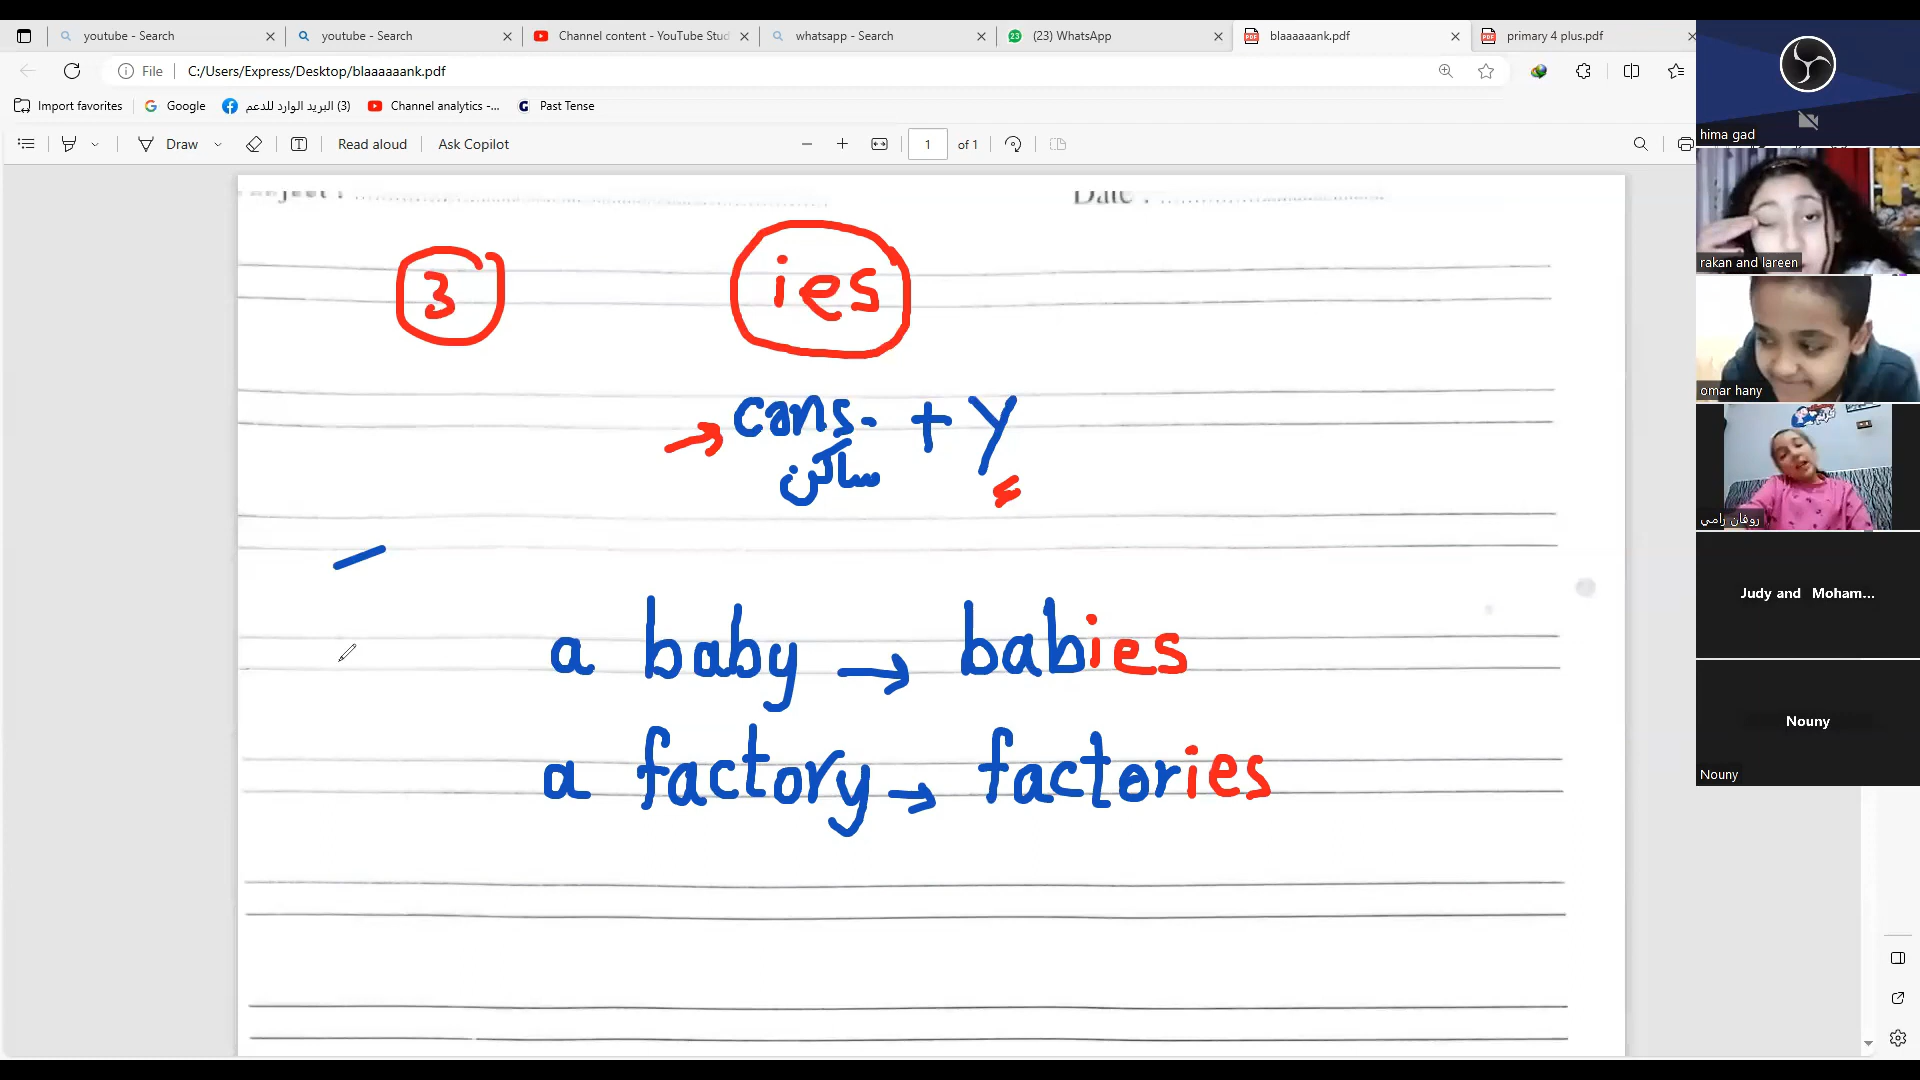 youtube - Search
youtube - Search
Channel content - YouTube Stud
whatsapp - Search
(23) WhatsApp
blaaaaaank.pdf
primary 4 plus.pdf
File
C:/Users/Express/Desktop/blaaaaaank.pdf
Import favorites
Google
(3) البريد الوارد للدعم
Channel analytics -...
Past Tense
Draw
Read aloud
Ask Copilot
1 of 1
Date :
3
ies
cons. + y
ساكن
a baby → babies
a factory → factories
hima gad
rakan and lareen
omar hany
روفان رامي
Judy and Moham...
Nouny
Nouny